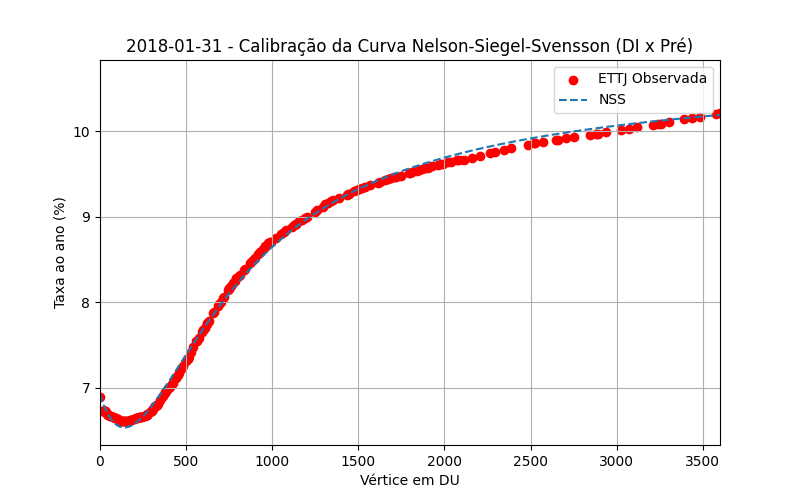 2018-01-31 - Calibração da Curva Nelson-Siegel-Svensson (DI x Pré)
ETTJ Observada
NSS
Taxa ao ano (%)
10
9
8
7
0 500 1000 1500 2000 2500 3000 3500
Vértice em DU